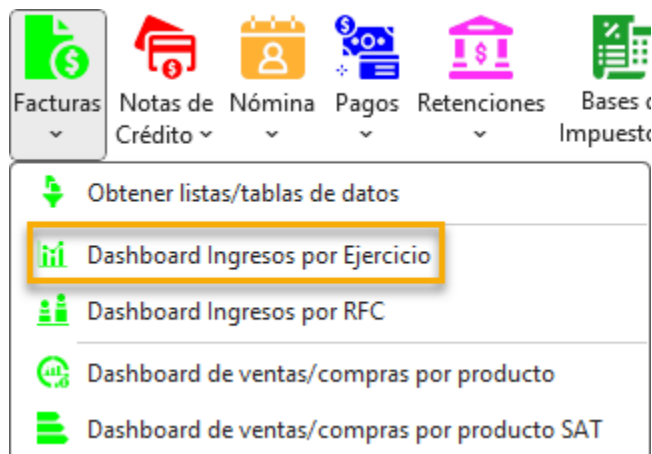 Facturas
Notas de
Crédito
Nómina
Pagos
Retenciones
Bases
Impuesto
Obtener listas/tablas de datos
Dashboard Ingresos por Ejercicio
Dashboard Ingresos por RFC
Dashboard de ventas/compras por producto
Dashboard de ventas/compras por producto SAT